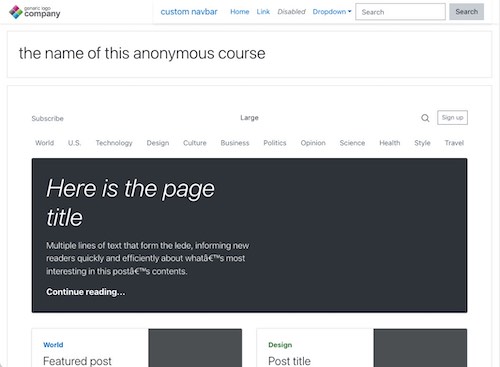 generic logo
company
custom navbar Home Link Disabled Dropdown Search Search
the name of this anonymous course
Subscribe Large Sign up
World U.S. Technology Design Culture Business Politics Opinion Science Health Style Travel
Here is the page
title
Multiple lines of text that form the lede, informing new
readers quickly and efficiently about whatâ€™s most
interesting in this postâ€™s contents.
Continue reading...
World Design
Featured post Post title